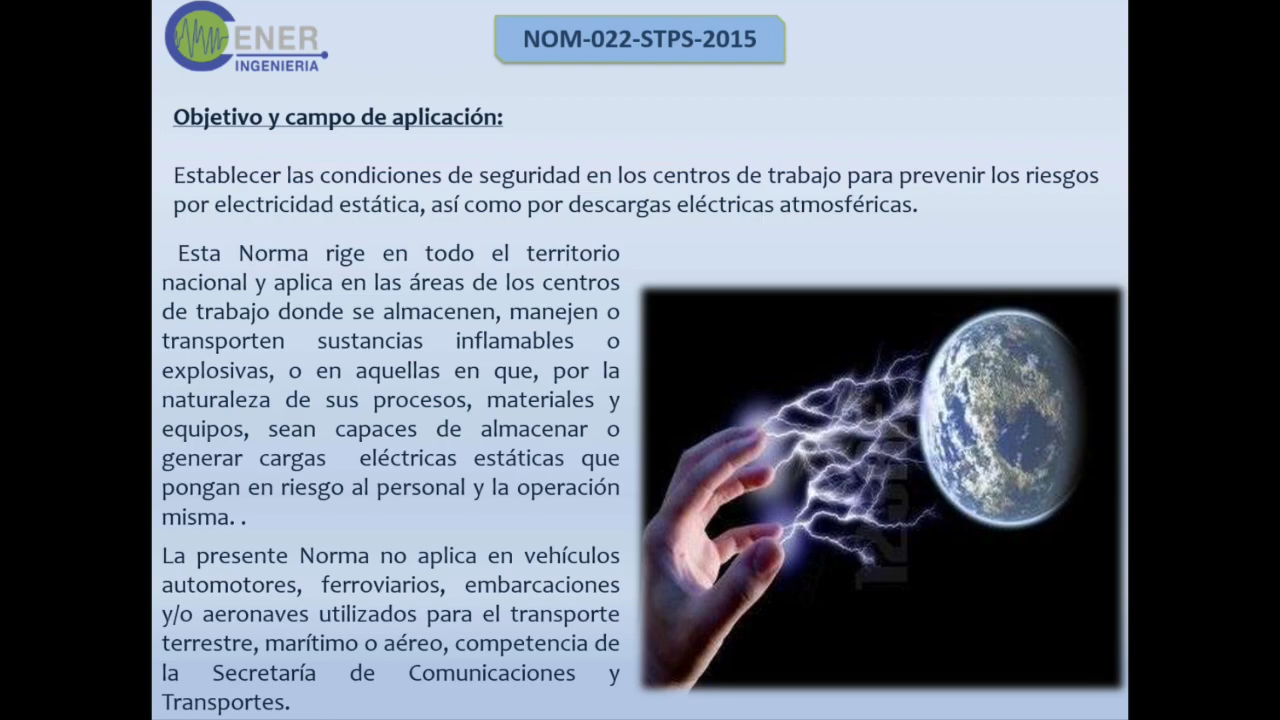 ENER
INGENIERIA
NOM-022-STPS-2015
Objetivo y campo de aplicación:
Establecer las condiciones de seguridad en los centros de trabajo para prevenir los riesgos
por electricidad estática, así como por descargas eléctricas atmosféricas.
Esta Norma rige en todo el territorio
nacional y aplica en las áreas de los centros
de trabajo donde se almacenen, manejen o
transporten sustancias inflamables o
explosivas, o en aquellas en que, por la
naturaleza de sus procesos, materiales y
equipos, sean capaces de almacenar o
generar cargas eléctricas estáticas que
pongan en riesgo al personal y la operación
misma. .
La presente Norma no aplica en vehículos
automotores, ferroviarios, embarcaciones
y/o aeronaves utilizados para el transporte
terrestre, marítimo o aéreo, competencia de
la Secretaría de Comunicaciones y
Transportes.